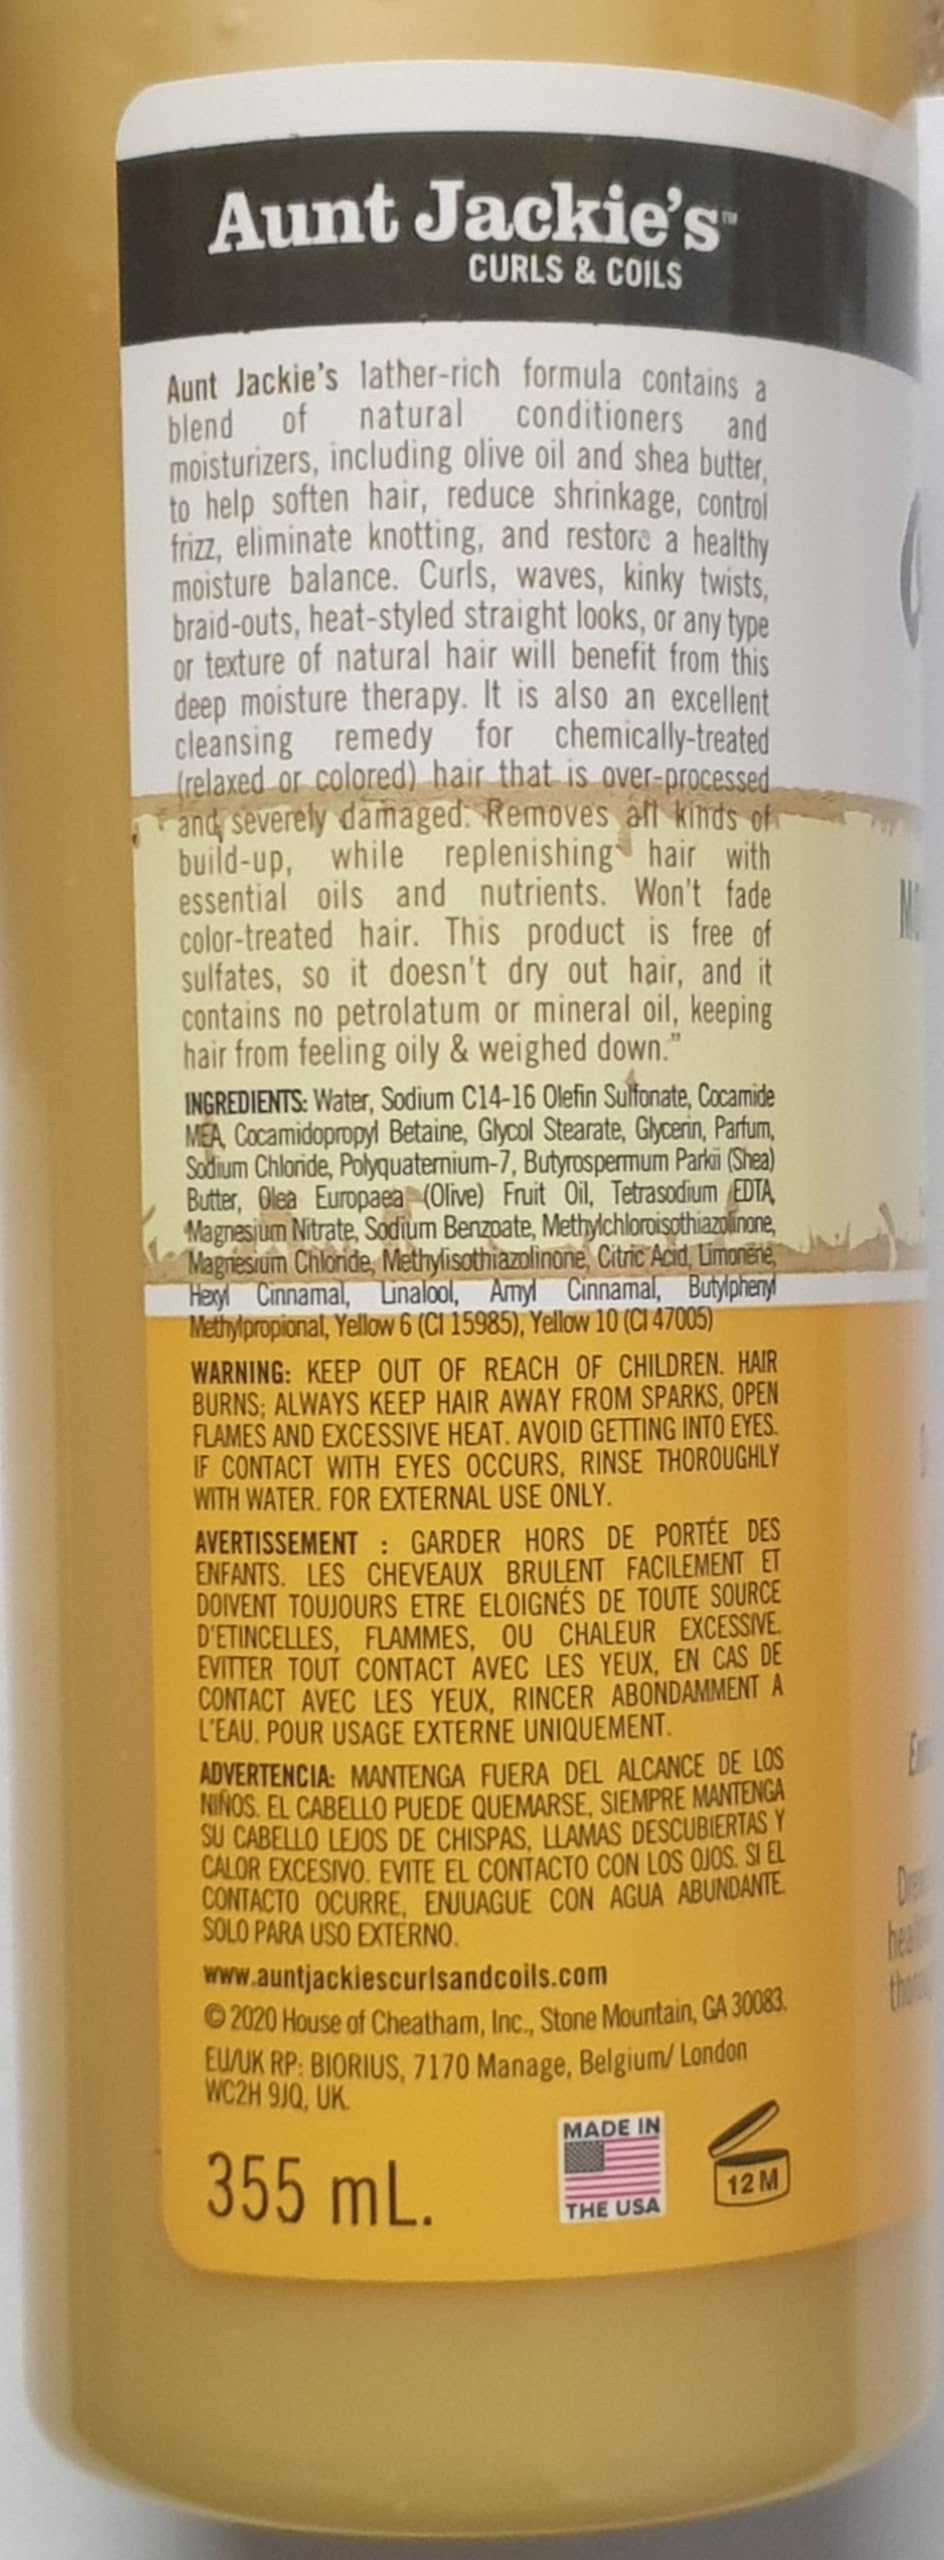 Aunt Jackie's™
CURLS & COILS
Aunt Jackie's lather-rich formula contains a
blend of natural conditioners and
moisturizers, including olive oil and shea butter,
to help soften hair, reduce shrinkage, control
frizz, eliminate knotting, and restore a healthy
moisture balance. Curls, waves, kinky twists,
braid-outs, heat-styled straight looks, or any type
or texture of natural hair will benefit from this
deep moisture therapy. It is also an excellent
cleansing remedy for chemically-treated
(relaxed or colored) hair that is over-processed
and severely damaged. Removes all kinds of
build-up, while replenishing hair with
essential oils and nutrients. Won't fade
color-treated hair. This product is free of
sulfates, so it doesn't dry out hair, and it
contains no petrolatum or mineral oil, keeping
hair from feeling oily & weighed down."
INGREDIENTS: Water, Sodium C14-16 Olefin Sulfonate, Cocamide
MEA, Cocamidopropyl Betaine, Glycol Stearate, Glycerin, Parfum,
Sodium Chloride, Polyquaternium-7, Butyrospermum Parkii (Shea)
Butter, Olea Europaea (Olive) Fruit Oil, Tetrasodium EDTA,
Magnesium Nitrate, Sodium Benzoate, Methylchloroisothiazolinone,
Magnesium Chloride, Methylisothiazolinone, Citric Acid, Limonene,
Hexyl Cinnamal, Linalool, Amyl Cinnamal, Butylphenyl
Methylpropional, Yellow 6 (CI 15985), Yellow 10 (CI 47005)
WARNING: KEEP OUT OF REACH OF CHILDREN. HAIR
BURNS; ALWAYS KEEP HAIR AWAY FROM SPARKS, OPEN
FLAMES AND EXCESSIVE HEAT. AVOID GETTING INTO EYES.
IF CONTACT WITH EYES OCCURS, RINSE THOROUGHLY
WITH WATER. FOR EXTERNAL USE ONLY.
AVERTISSEMENT : GARDER HORS DE PORTÉE DES
ENFANTS. LES CHEVEAUX BRULENT FACILEMENT ET
DOIVENT TOUJOURS ETRE ELOIGNÉS DE TOUTE SOURCE
D'ETINCELLES, FLAMMES, OU CHALEUR EXCESSIVE.
EVITTER TOUT CONTACT AVEC LES YEUX, EN CAS DE
CONTACT AVEC LES YEUX, RINCER ABONDAMMENT A
L'EAU. POUR USAGE EXTERNE UNIQUEMENT.
ADVERTENCIA: MANTENGA FUERA DEL ALCANCE DE LOS
NIÑOS. EL CABELLO PUEDE QUEMARSE, SIEMPRE MANTENGA
SU CABELLO LEJOS DE CHISPAS, LLAMAS DESCUBIERTAS Y
CALOR EXCESIVO. EVITE EL CONTACTO CON LOS OJOS. SI EL
CONTACTO OCURRE, ENJUAGUE CON AGUA ABUNDANTE.
SOLO PARA USO EXTERNO.
www.auntjackiescurlsandcoils.com
© 2020 House of Cheatham, Inc., Stone Mountain, GA 30083.
EU/UK RP: BIORIUS, 7170 Manage, Belgium/ London
WC2H 9JQ, UK.
355 mL.
MADE IN
THE USA
12 M